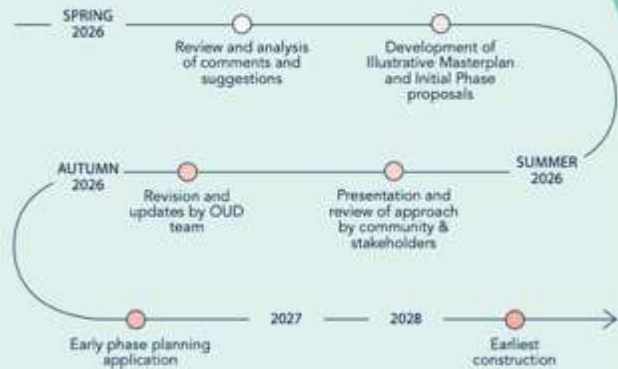 SPRING
2026
Review and analysis
of comments and
suggestions
Development of
Illustrative Masterplan
and Initial Phase
proposals
AUTUMN
2026
Revision and
updates by OUD
team
Presentation and
review of approach
by community &
stakeholders
SUMMER
2026
Early phase planning
application
2027
2028
Earliest
construction